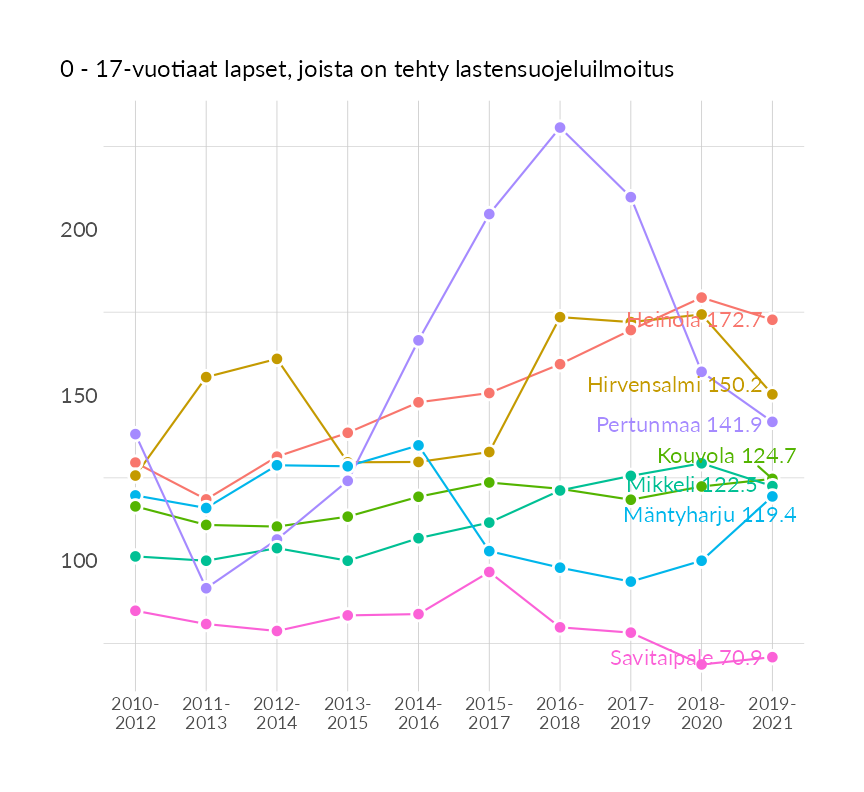 0 - 17-vuotiaat lapset, joista on tehty lastensuojeluilmoitus
200
150
100
Heinola 172.7
Hirvensalmi 150.2
Pertunmaa 141.9
Kouvola 124.7
Mikkeli 122.5
Mäntyharju 119.4
Savitaipale 70.9
2010-
2012
2011-
2013
2012-
2014
2013-
2015
2014-
2016
2015-
2017
2016-
2018
2017-
2019
2018-
2020
2019-
2021